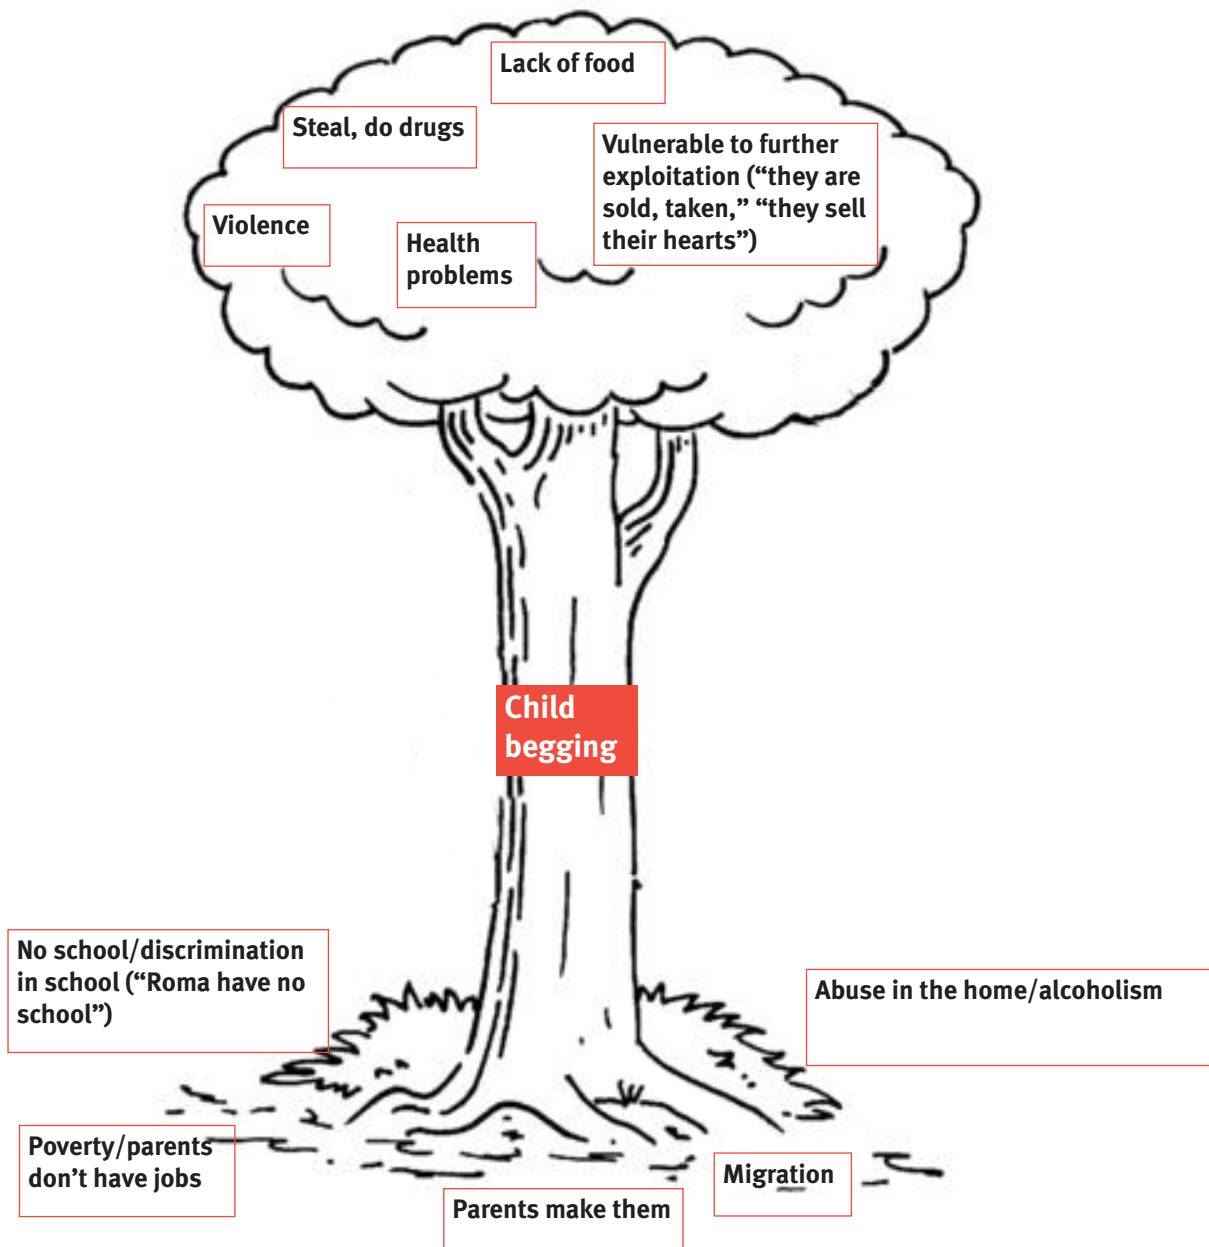 Lack of food
Steal, do drugs
Vulnerable to further
exploitation (“they are
sold, taken,” “they sell
their hearts”)
Violence
Health
problems
Child
begging
No school/discrimination
in school (“Roma have no
school”)
Abuse in the home/alcoholism
Poverty/parents
don’t have jobs
Migration
Parents make them